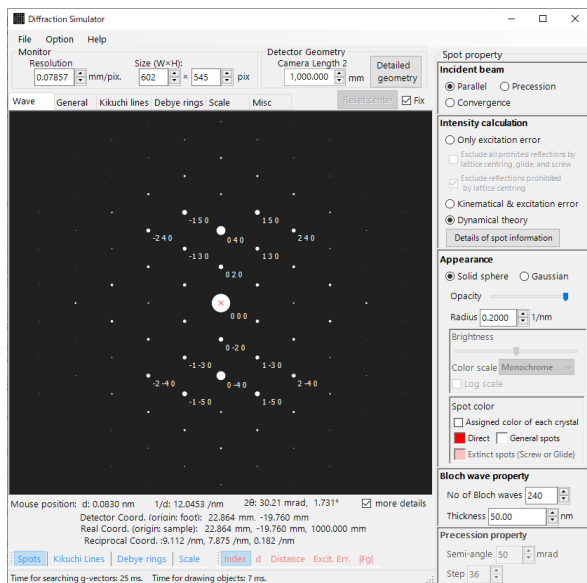 Diffraction Simulator
File Option Help
Monitor
Resolution Size (W×H):
0.07857 mm/pix. 602 × 545 pix
Detector Geometry
Camera Length 2
1,000.000 mm
Detailed geometry
Wave General Kikuchi lines Debye rings Scale Misc
Reset center Fix
-1 5 0 1 5 0
-2 4 0 0 4 0 2 4 0
-1 3 0 1 3 0
0 2 0
0 0 0
0 -2 0
-1 -3 0 1 -3 0
-2 -4 0 0 -4 0 2 -4 0
-1 -5 0 1 -5 0
Mouse position: d: 0.0830 nm 1/d: 12.0453 /nm 2θ: 30.21 mrad, 1.731° more details
Detector Coord. (origin: foot): 22.864 mm, -19.760 mm
Real Coord. (origin: sample): 22.864 mm, -19.760 mm, 1000.000 mm
Reciprocal Coord. :9.112 /nm, 7.875 /nm, 0.182 /nm
Spots Kikuchi Lines Debye rings Scale Index d Distance Excit. Err. |Fg|
Time for searching g-vectors: 25 ms. Time for drawing objects: 7 ms.
Spot property
Incident beam
Parallel Precession
Convergence
Intensity calculation
Only excitation error
Exclude all prohited reflections by
lattice centring, glide, and screw
Exclude reflections prohibited
by lattice centring
Kinematical & excitation error
Dynamical theory
Details of spot information
Appearance
Solid sphere Gaussian
Opacity
Radius 0.2000 1/nm
Brightness
Color scale Monochrome
Log scale
Spot color
Assigned color of each crystal
Direct General spots
Extinct spots (Screw or Glide)
Bloch wave property
No of Bloch waves 240
Thickness 50.00 nm
Precession property
Semi-angle 50 mrad
Step 36